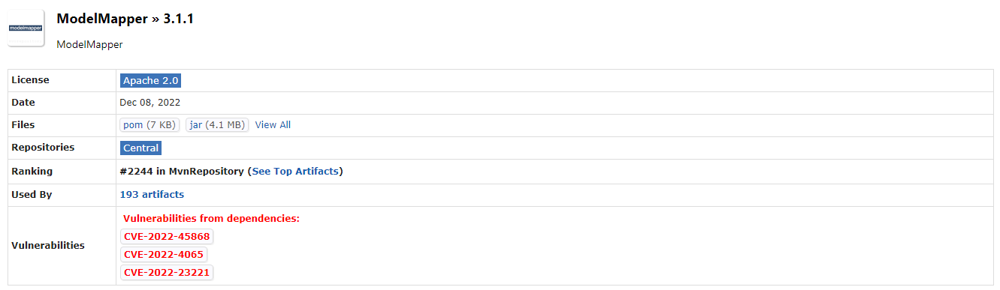 modelmapper
ModelMapper » 3.1.1
ModelMapper
License Apache 2.0
Date Dec 08, 2022
Files pom (7 KB) jar (4.1 MB) View All
Repositories Central
Ranking #2244 in MvnRepository (See Top Artifacts)
Used By 193 artifacts
Vulnerabilities Vulnerabilities from dependencies:
CVE-2022-45868
CVE-2022-4065
CVE-2022-23221